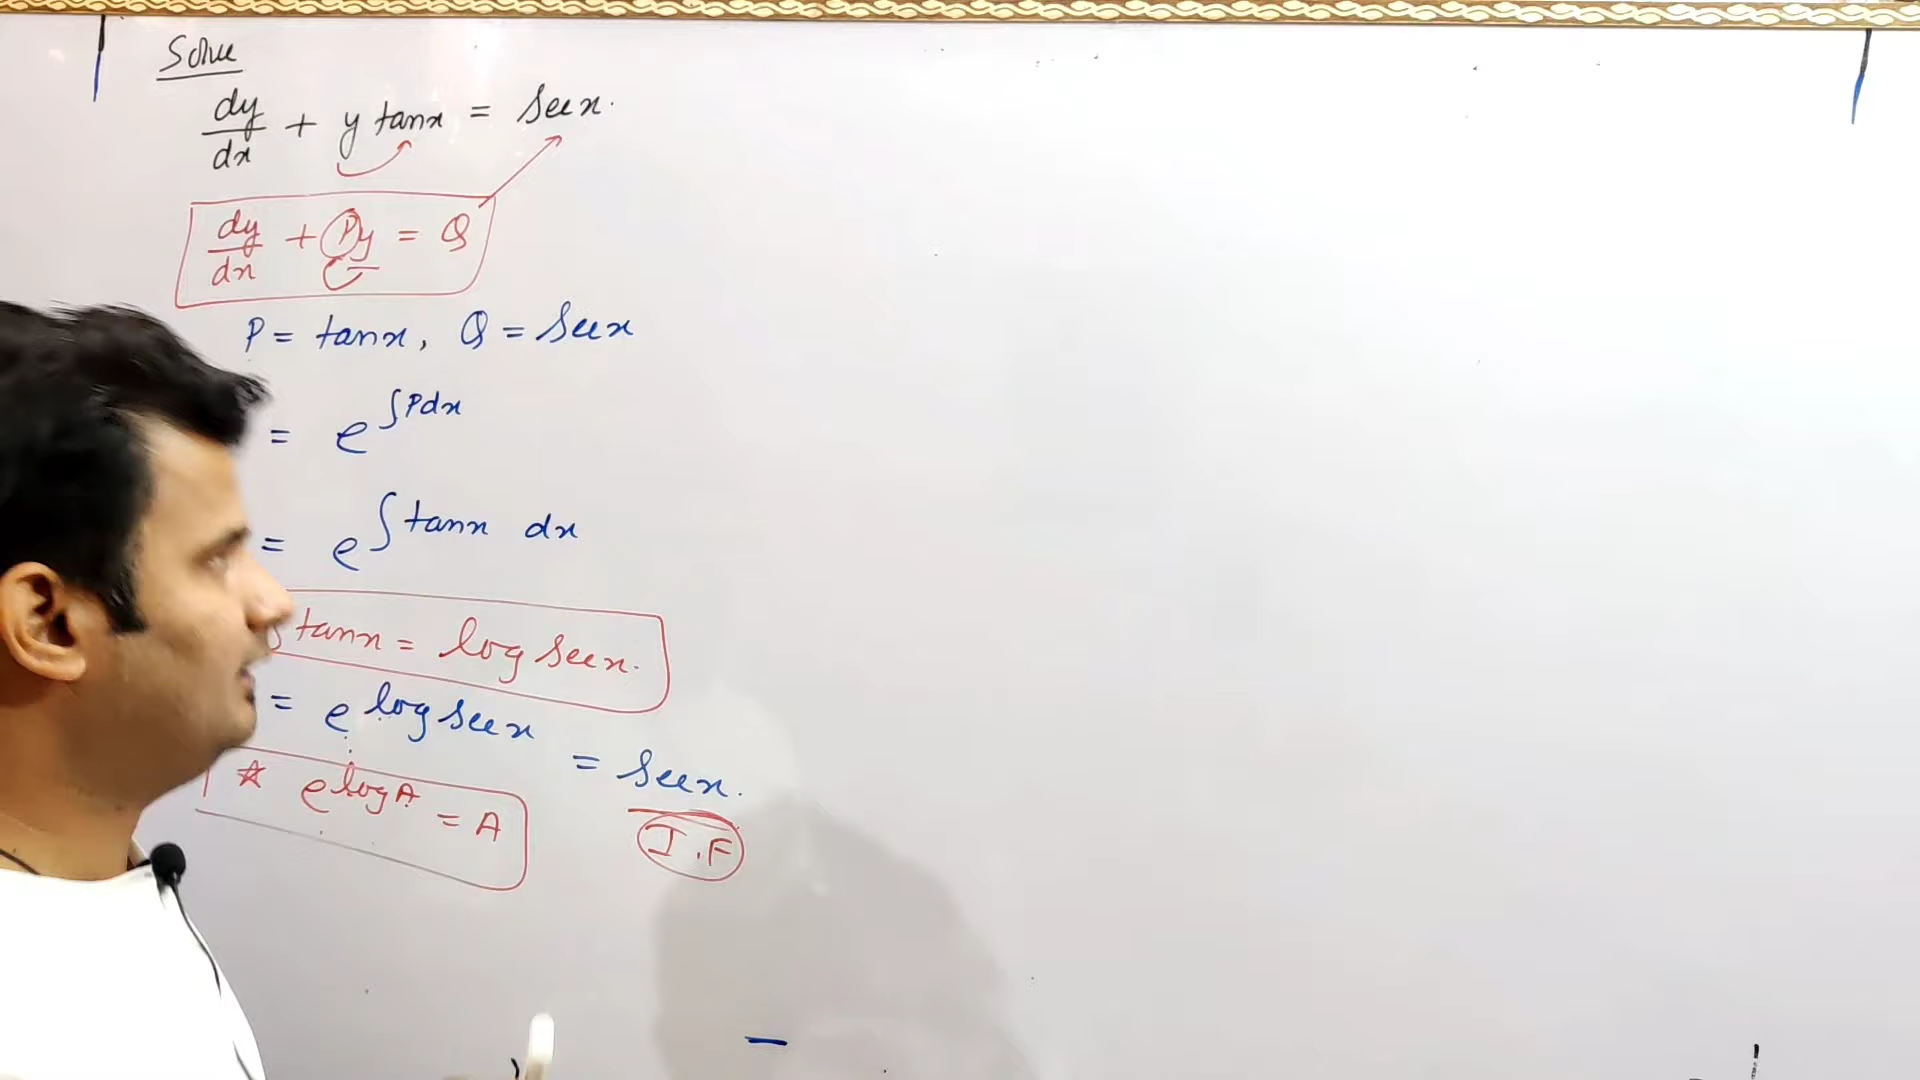 Solve
dy/dx + y tanx = secx.
dy/dx + Py = Q
P = tanx, Q = secx
= e^∫Pdx
= e^∫tanx dx
∫tanx = log secx.
= e^log secx = secx.
I.F
☆ e^logA = A